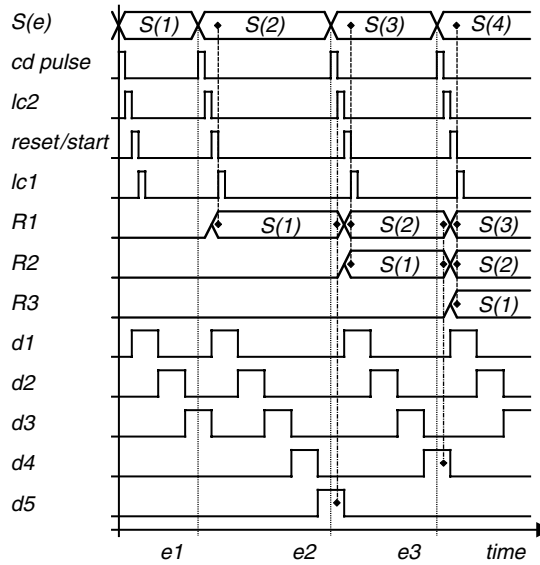 S(e) S(1) S(2) S(3) S(4)
cd pulse
lc2
reset/start
lc1
R1 S(1) S(2) S(3)
R2 S(1) S(2)
R3 S(1)
d1
d2
d3
d4
d5
e1 e2 e3 time